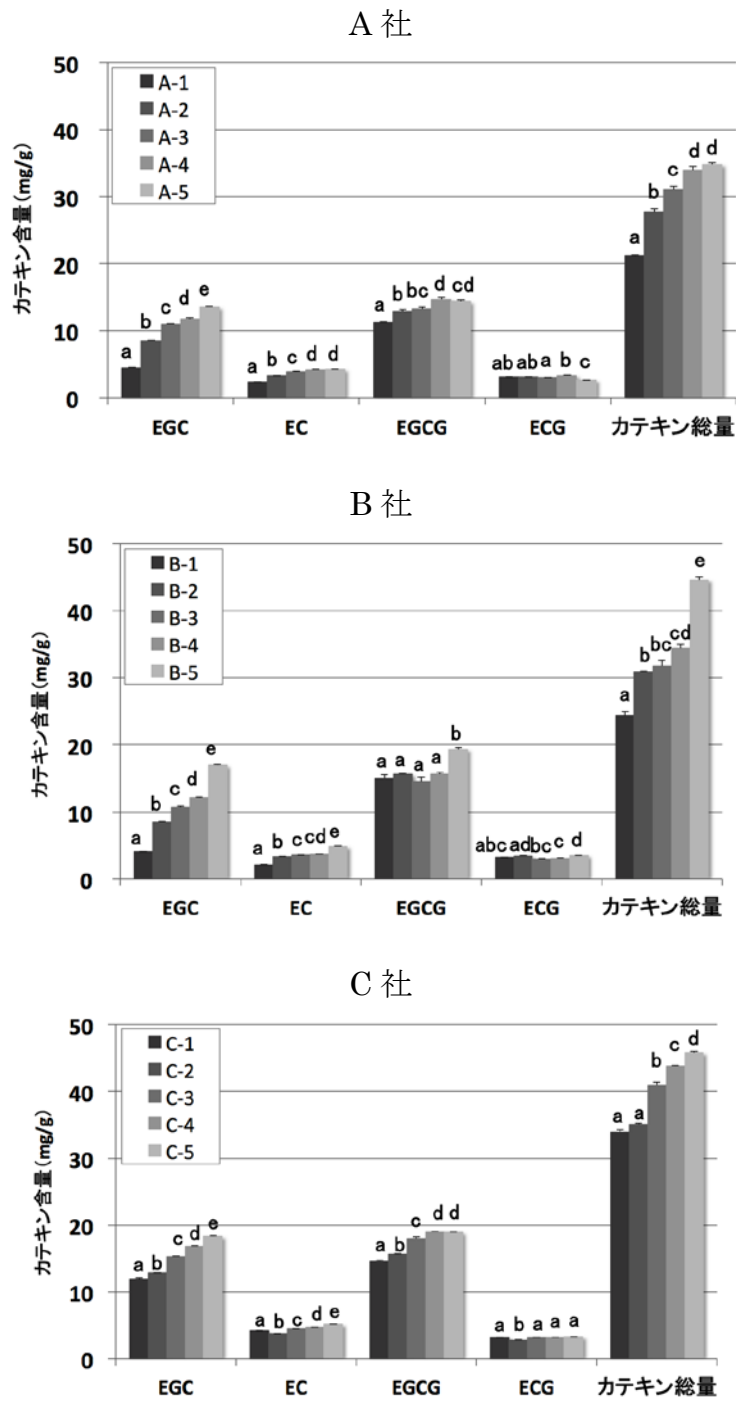 A 社
カテキン含量(mg/g)
50
40
30
20
10
0
A-1
A-2
A-3
A-4
A-5
a b c d e
a b c d d
a b bc d cd
ab ab a b c
a b c d d
EGC EC EGCG ECG カテキン総量
B 社
カテキン含量(mg/g)
50
40
30
20
10
0
B-1
B-2
B-3
B-4
B-5
a b c d e
a b c cd e
a a a a b
abc ad bc c d
a b bc cd e
EGC EC EGCG ECG カテキン総量
C 社
カテキン含量(mg/g)
50
40
30
20
10
0
C-1
C-2
C-3
C-4
C-5
a b c d e
a b c d e
a b c d d
a b a a a
a a b c d
EGC EC EGCG ECG カテキン総量